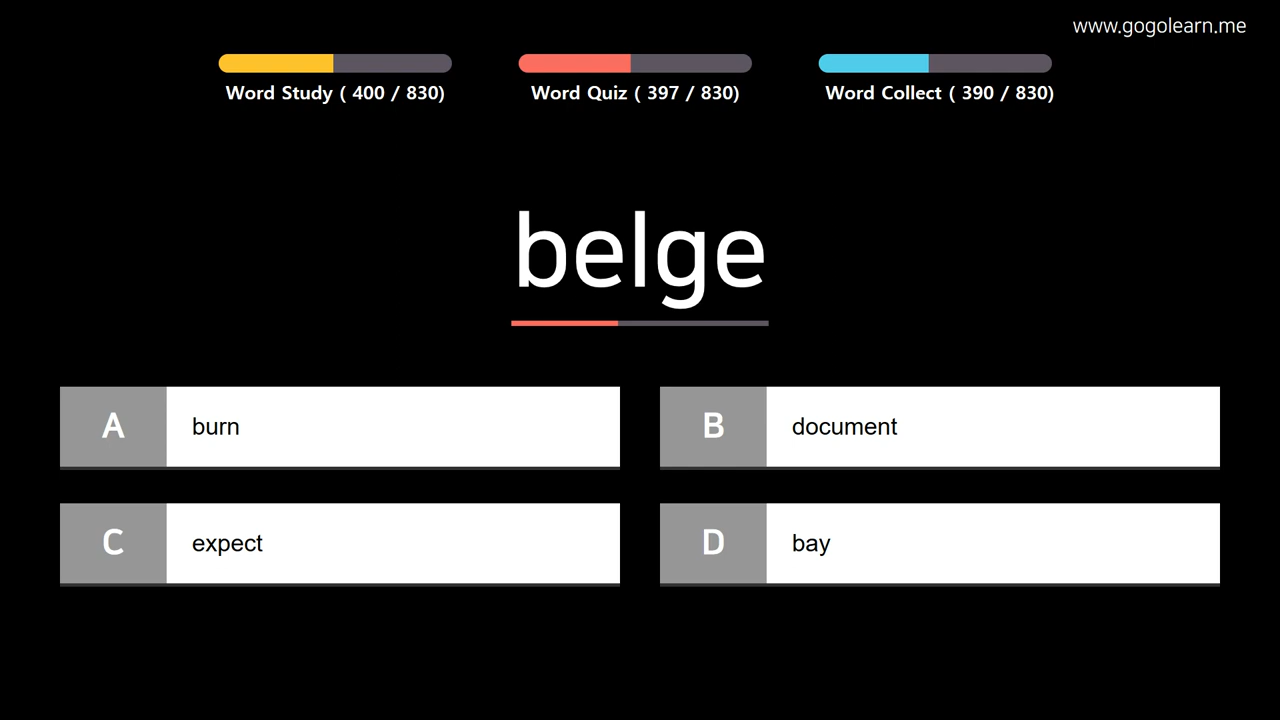 www.gogolearn.me
Word Study ( 400 / 830)
Word Quiz ( 397 / 830)
Word Collect ( 390 / 830)
belge
A burn
B document
C expect
D bay